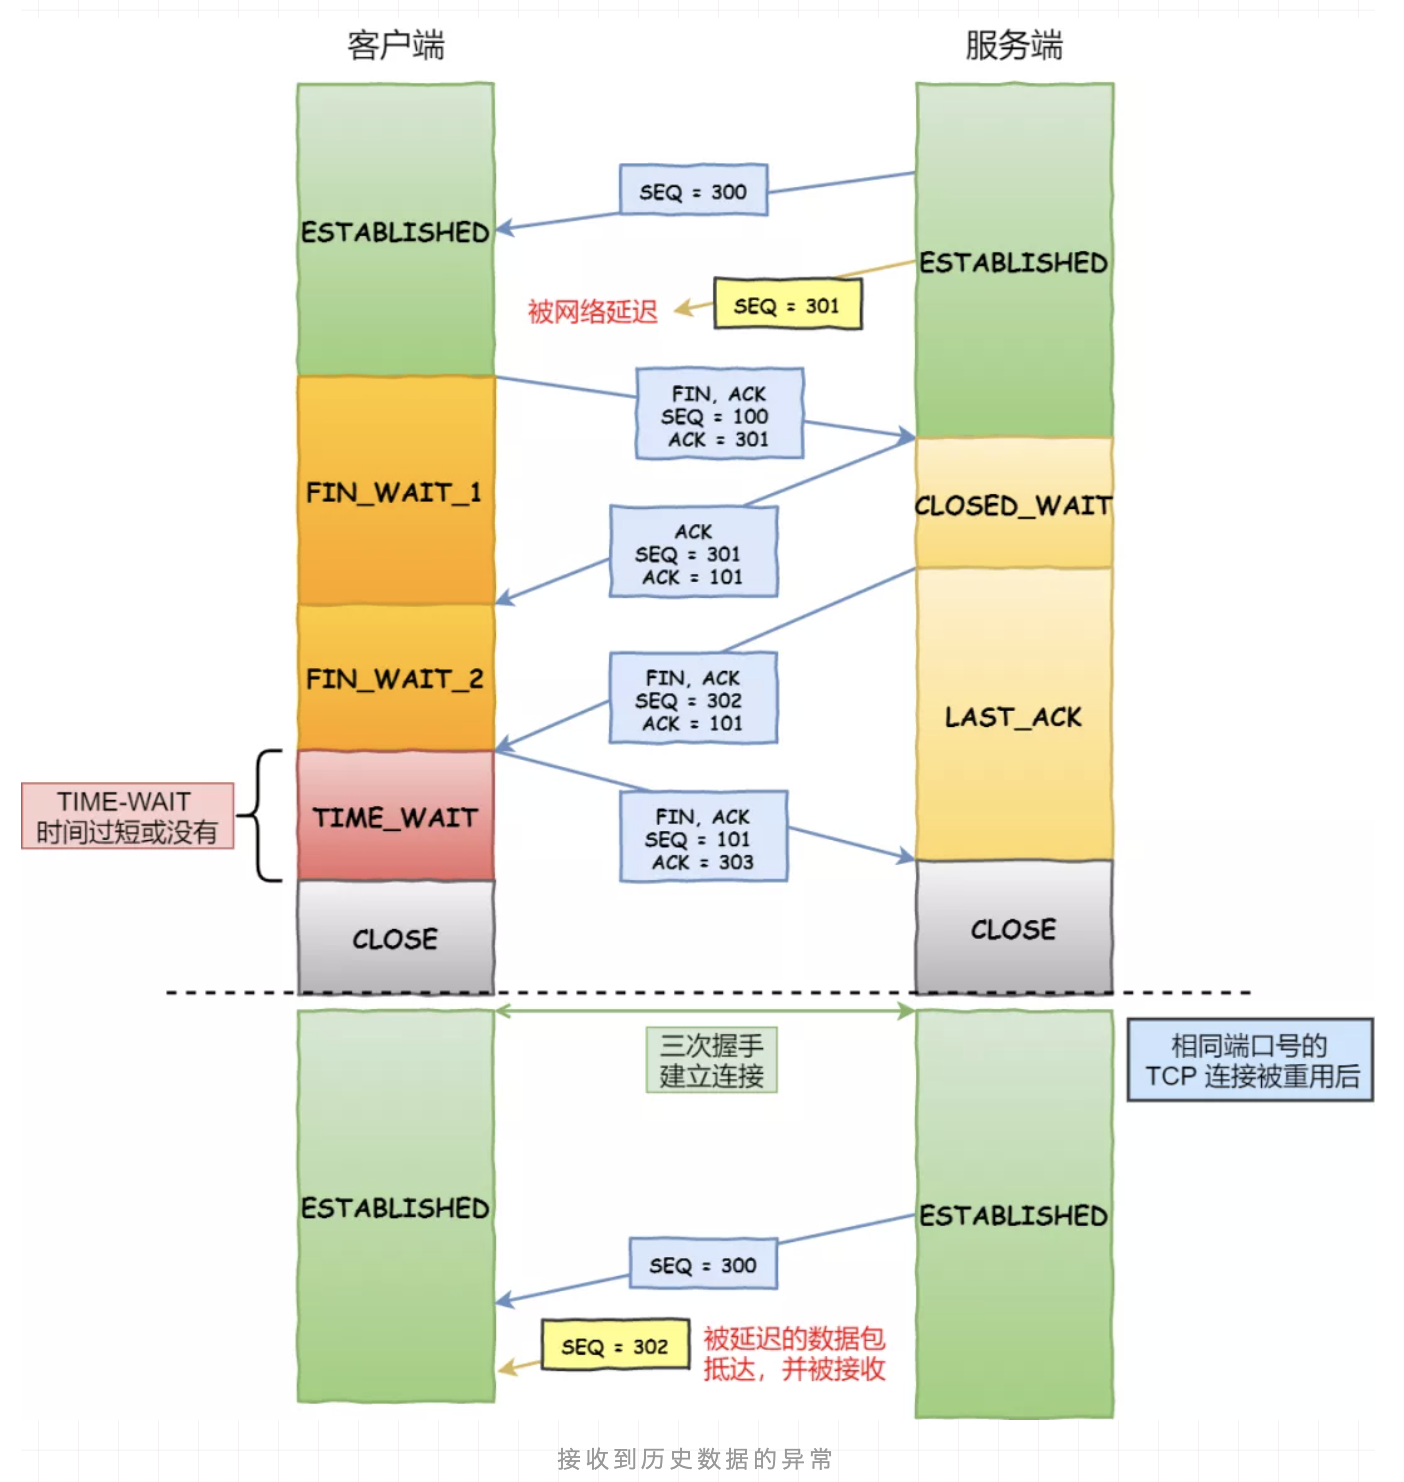 客户端
服务端
SEQ = 300
ESTABLISHED
ESTABLISHED
SEQ = 301
被网络延迟
FIN, ACK
SEQ = 100
ACK = 301
FIN_WAIT_1
CLOSED_WAIT
ACK
SEQ = 301
ACK = 101
FIN_WAIT_2
FIN, ACK
SEQ = 302
ACK = 101
LAST_ACK
TIME-WAIT
时间过短或没有
TIME_WAIT
FIN, ACK
SEQ = 101
ACK = 303
CLOSE
CLOSE
三次握手
建立连接
相同端口号的
TCP 连接被重用后
ESTABLISHED
ESTABLISHED
SEQ = 300
SEQ = 302
被延迟的数据包
抵达，并被接收
接收到历史数据的异常